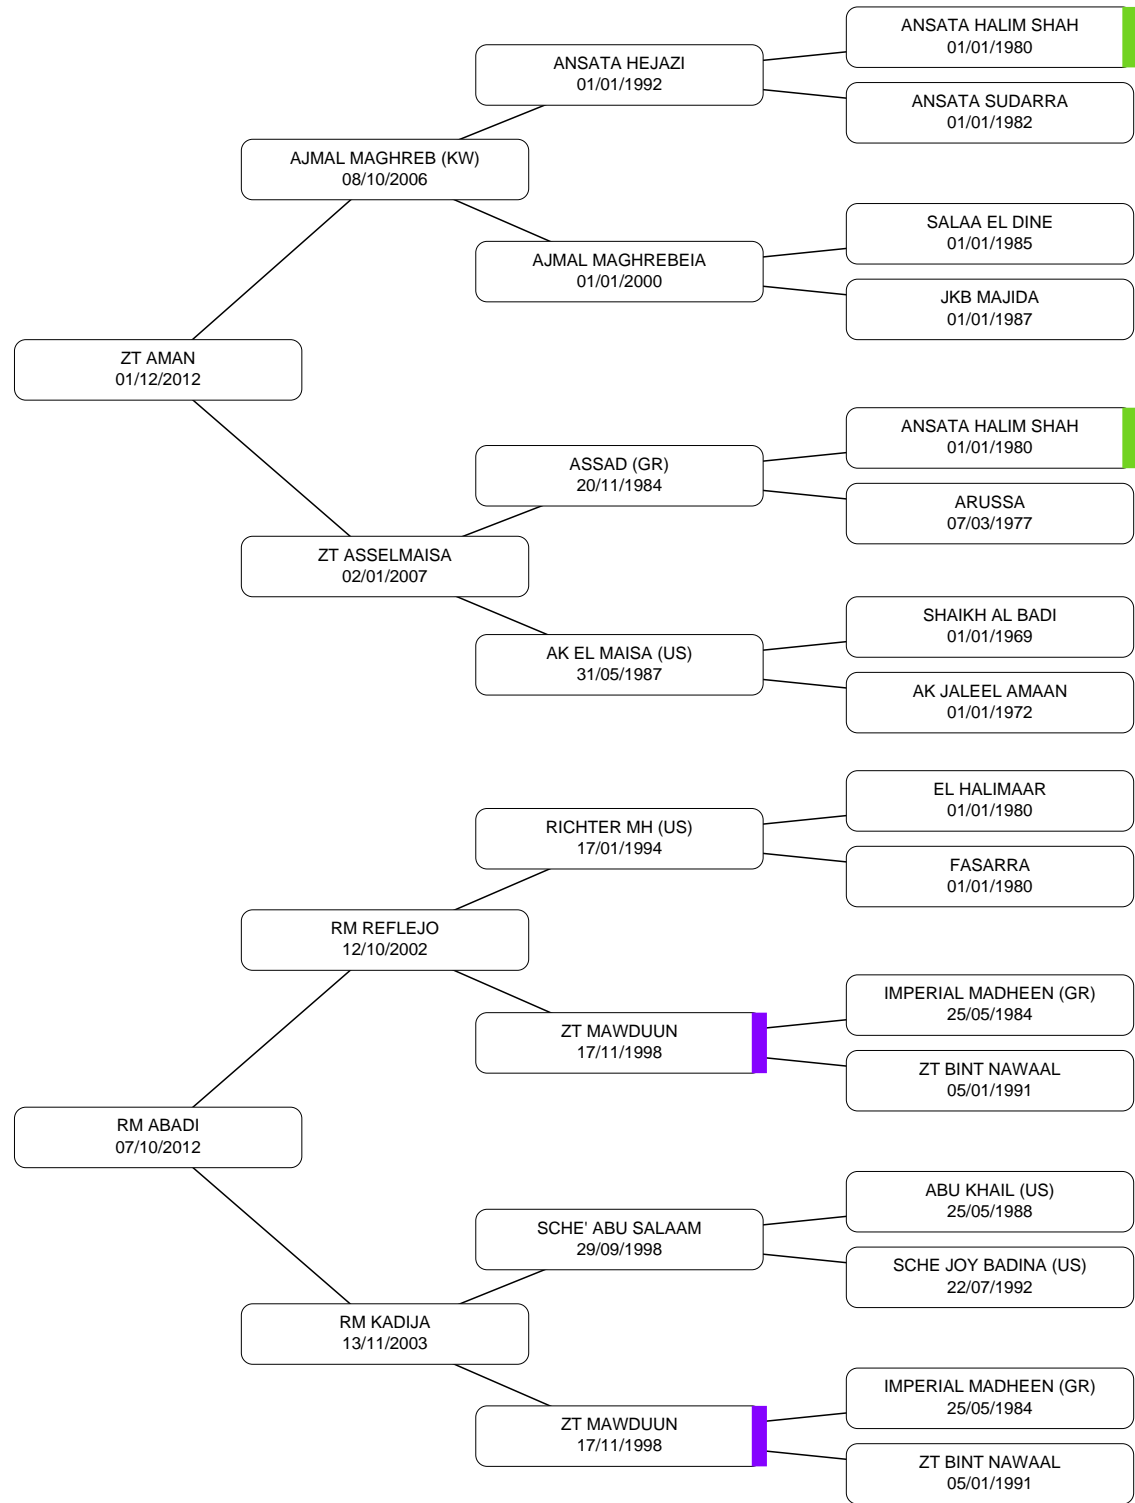 ANSATA HALIM SHAH
01/01/1980
ANSATA HEJAZI
01/01/1992
ANSATA SUDARRA
01/01/1982
AJMAL MAGHREB (KW)
08/10/2006
SALAA EL DINE
01/01/1985
AJMAL MAGHREBEIA
01/01/2000
JKB MAJIDA
01/01/1987
ZT AMAN
01/12/2012
ANSATA HALIM SHAH
01/01/1980
ASSAD (GR)
20/11/1984
ARUSSA
07/03/1977
ZT ASSELMAISA
02/01/2007
SHAIKH AL BADI
01/01/1969
AK EL MAISA (US)
31/05/1987
AK JALEEL AMAAN
01/01/1972
EL HALIMAAR
01/01/1980
RICHTER MH (US)
17/01/1994
FASARRA
01/01/1980
RM REFLEJO
12/10/2002
IMPERIAL MADHEEN (GR)
25/05/1984
ZT MAWDUUN
17/11/1998
ZT BINT NAWAAL
05/01/1991
RM ABADI
07/10/2012
ABU KHAIL (US)
25/05/1988
SCHE' ABU SALAAM
29/09/1998
SCHE JOY BADINA (US)
22/07/1992
RM KADIJA
13/11/2003
IMPERIAL MADHEEN (GR)
25/05/1984
ZT MAWDUUN
17/11/1998
ZT BINT NAWAAL
05/01/1991